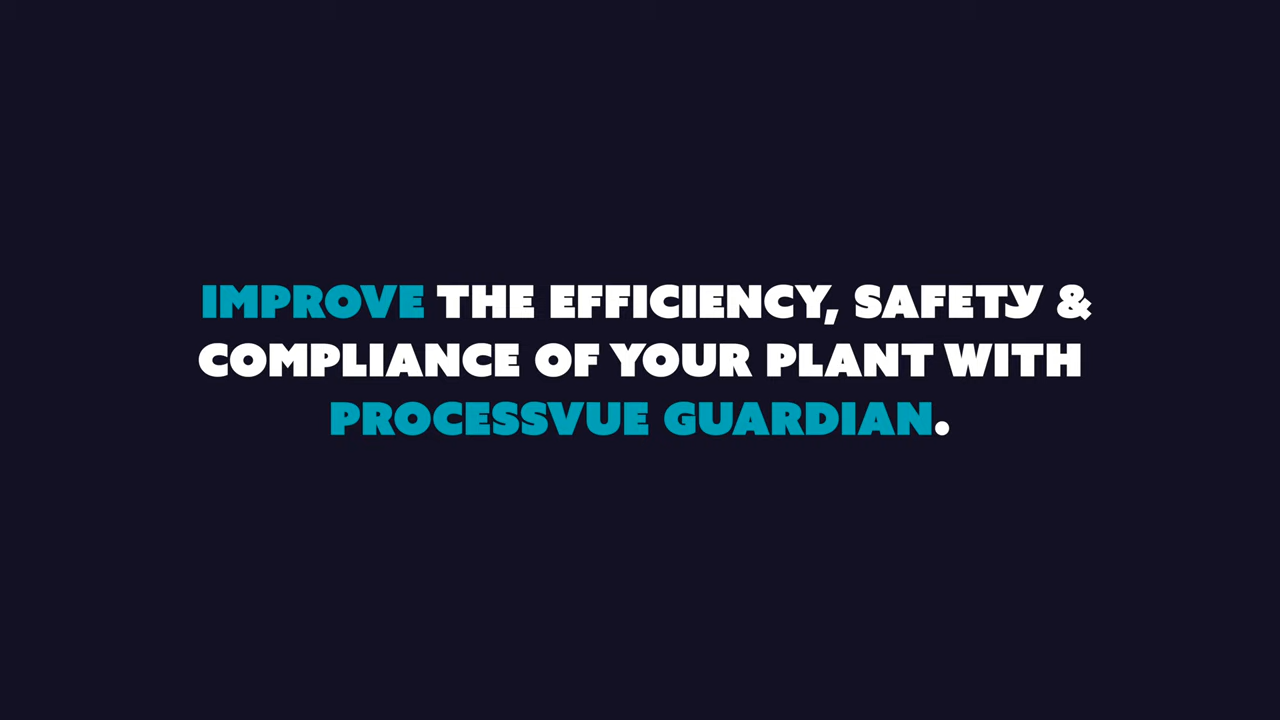 IMPROVE THE EFFICIENCY, SAFETY &
COMPLIANCE OF YOUR PLANT WITH
PROCESSVUE GUARDIAN.